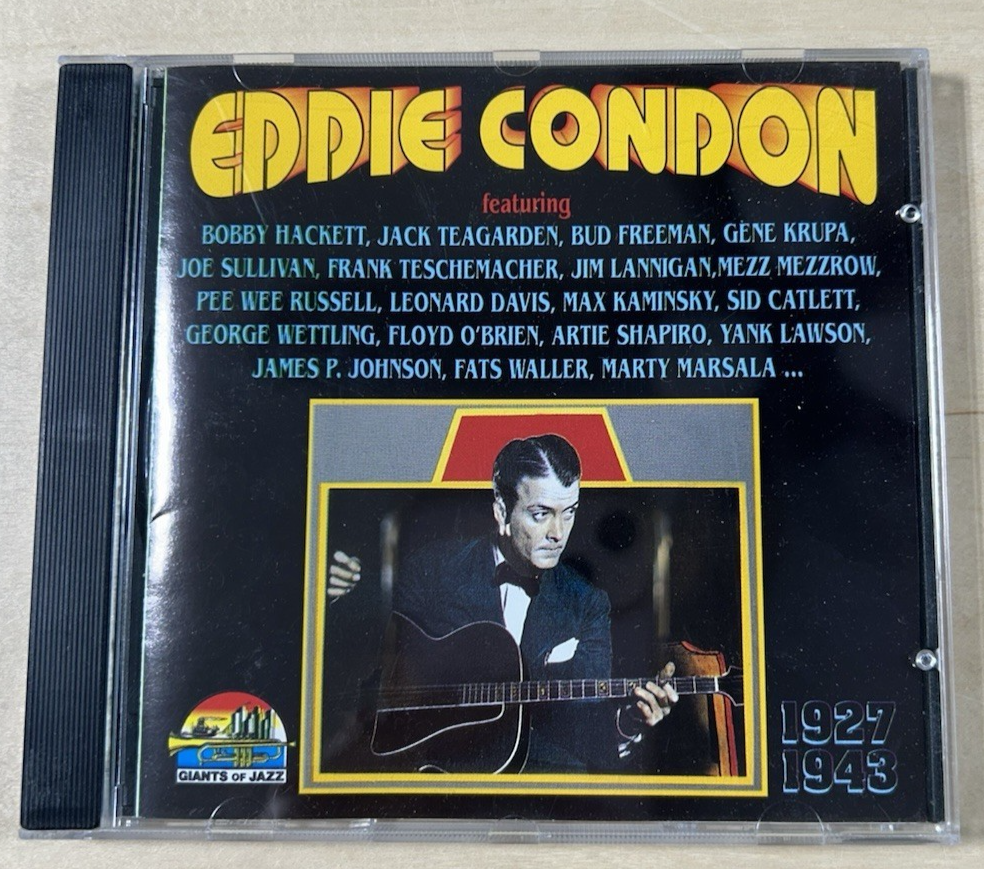 EDDIE CONDON
featuring
BOBBY HACKETT, JACK TEAGARDEN, BUD FREEMAN, GENE KRUPA,
JOE SULLIVAN, FRANK TESCHEMACHER, JIM LANNIGAN,MEZZ MEZZROW,
PEE WEE RUSSELL, LEONARD DAVIS, MAX KAMINSKY, SID CATLETT,
GEORGE WETTLING, FLOYD O'BRIEN, ARTIE SHAPIRO, YANK LAWSON,
JAMES P. JOHNSON, FATS WALLER, MARTY MARSALA ...
GIANTS OF JAZZ
1927
1943